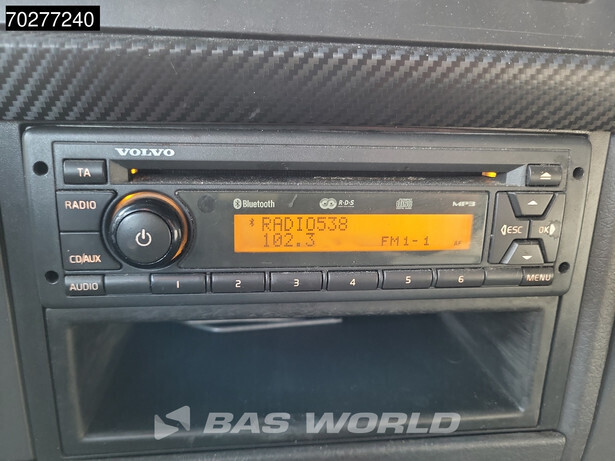 70277240
VOLVO
TA
RADIO
CD/AUX
AUDIO
Bluetooth
R·D·S
MP3
RADIO538
102.3
FM1-1
ESC
OK
1
2
3
4
5
6
MENU
BAS WORLD